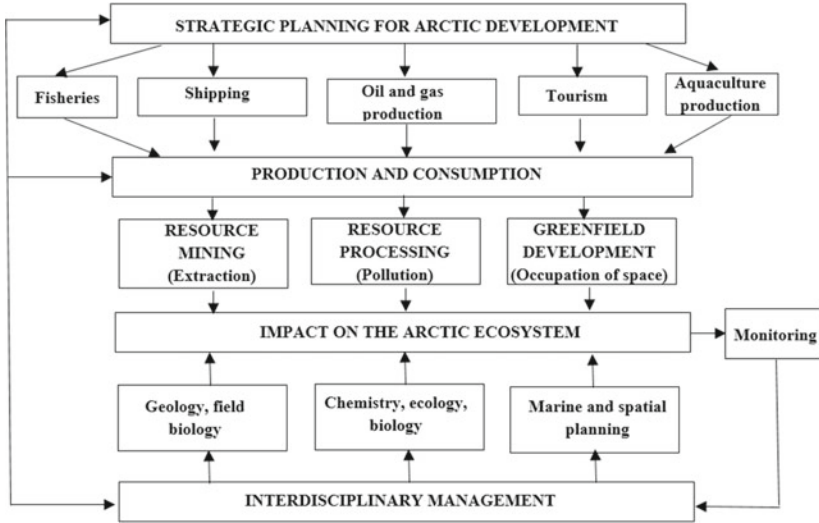 STRATEGIC PLANNING FOR ARCTIC DEVELOPMENT
Fisheries
Shipping
Oil and gas
production
Tourism
Aquaculture
production
PRODUCTION AND CONSUMPTION
RESOURCE
MINING
(Extraction)
RESOURCE
PROCESSING
(Pollution)
GREENFIELD
DEVELOPMENT
(Occupation of space)
IMPACT ON THE ARCTIC ECOSYSTEM
Monitoring
Geology, field
biology
Chemistry, ecology,
biology
Marine and spatial
planning
INTERDISCIPLINARY MANAGEMENT